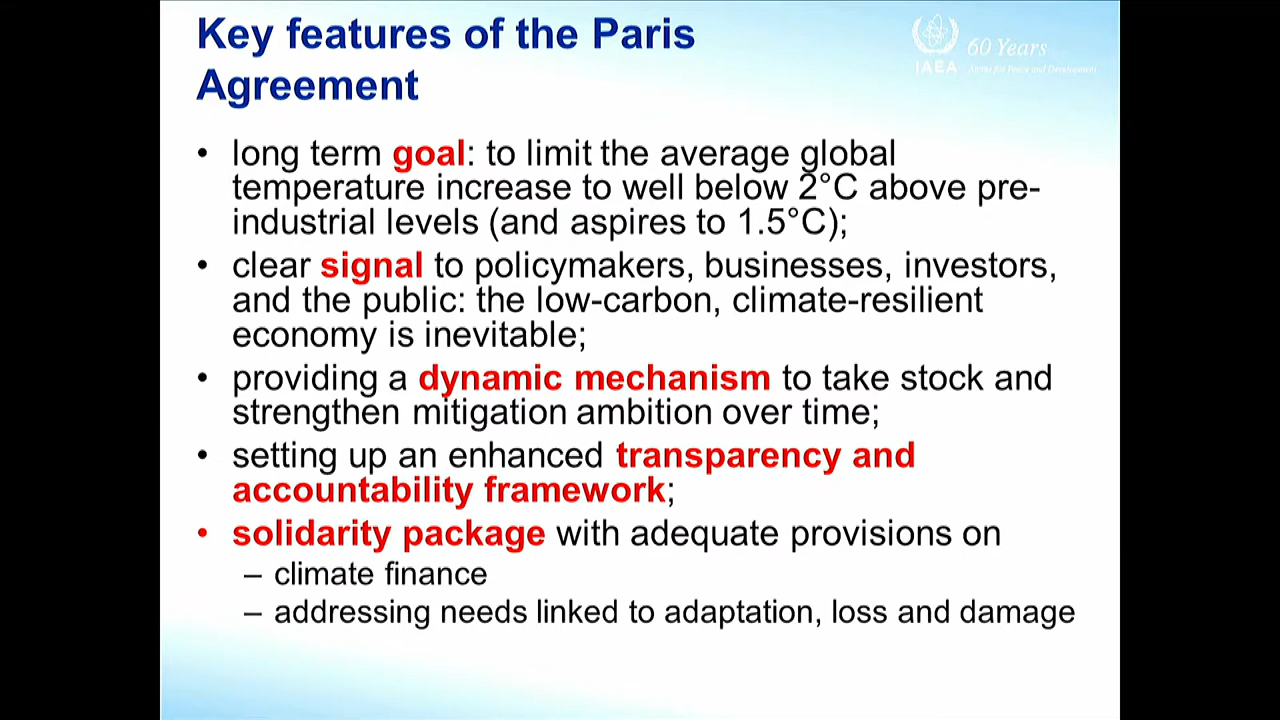 Key features of the Paris
Agreement
60 Years
IAEA Atoms for Peace and Development
• long term goal: to limit the average global
temperature increase to well below 2°C above pre-
industrial levels (and aspires to 1.5°C);
• clear signal to policymakers, businesses, investors,
and the public: the low-carbon, climate-resilient
economy is inevitable;
• providing a dynamic mechanism to take stock and
strengthen mitigation ambition over time;
• setting up an enhanced transparency and
accountability framework;
• solidarity package with adequate provisions on
– climate finance
– addressing needs linked to adaptation, loss and damage